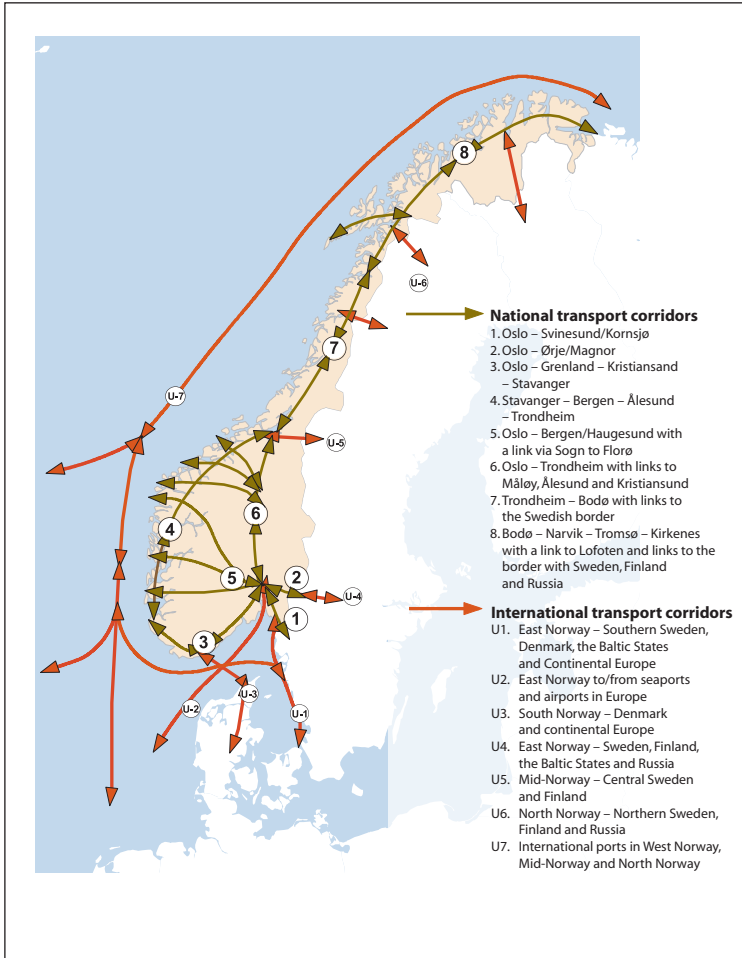 8
U-6
National transport corridors
1. Oslo – Svinesund/Kornsjø
2. Oslo – Ørje/Magnor
3. Oslo – Grenland – Kristiansand
– Stavanger
4. Stavanger – Bergen – Ålesund
– Trondheim
5. Oslo – Bergen/Haugesund with
a link via Sogn to Florø
6. Oslo – Trondheim with links to
Måløy, Ålesund and Kristiansund
7. Trondheim – Bodø with links to
the Swedish border
8. Bodø – Narvik – Tromsø – Kirkenes
with a link to Lofoten and links to the
border with Sweden, Finland
and Russia
International transport corridors
U1. East Norway – Southern Sweden,
Denmark, the Baltic States
and Continental Europe
U2. East Norway to/from seaports
and airports in Europe
U3. South Norway – Denmark
and continental Europe
U4. East Norway – Sweden, Finland,
the Baltic States and Russia
U5. Mid-Norway – Central Sweden
and Finland
U6. North Norway – Northern Sweden,
Finland and Russia
U7. International ports in West Norway,
Mid-Norway and North Norway
7
U-7
U-5
6
4
5
2
U-4
1
3
U-3
U-2
U-1